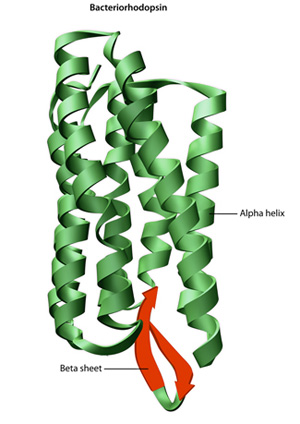 Bacteriorhodopsin
Alpha helix
Beta sheet